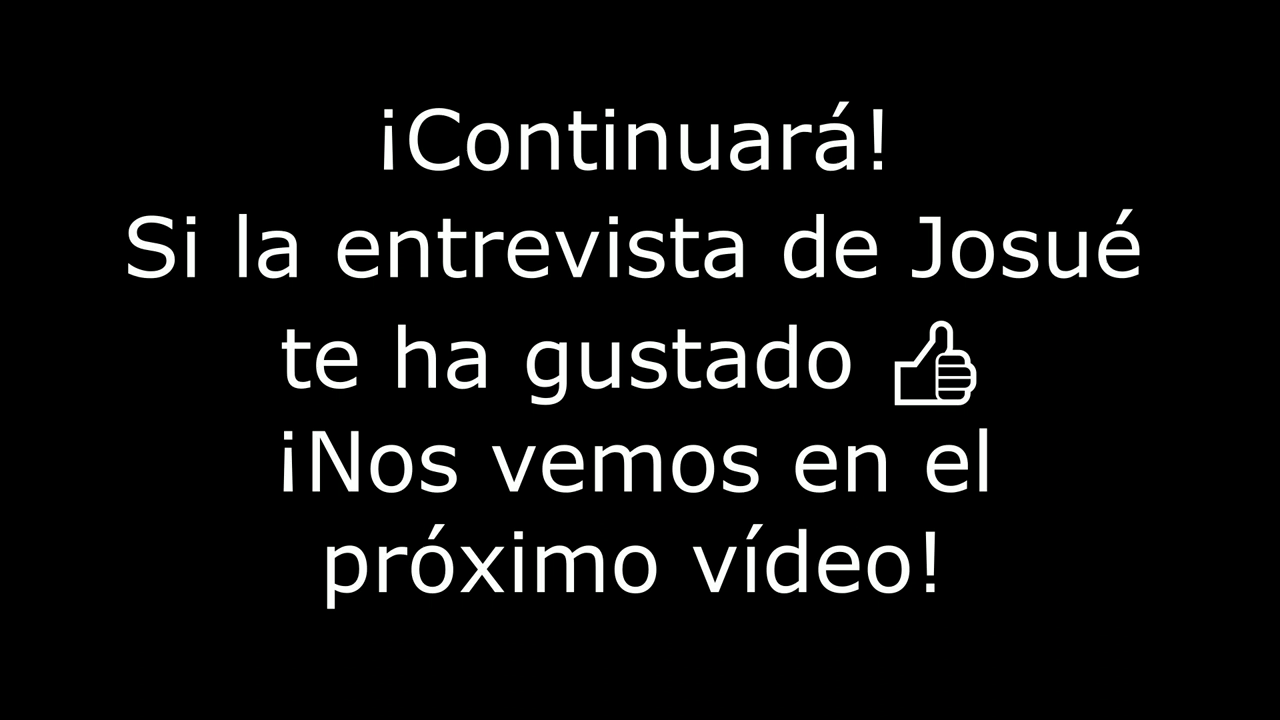 ¡Continuará!
Si la entrevista de Josué
te ha gustado 👍
¡Nos vemos en el
próximo vídeo!